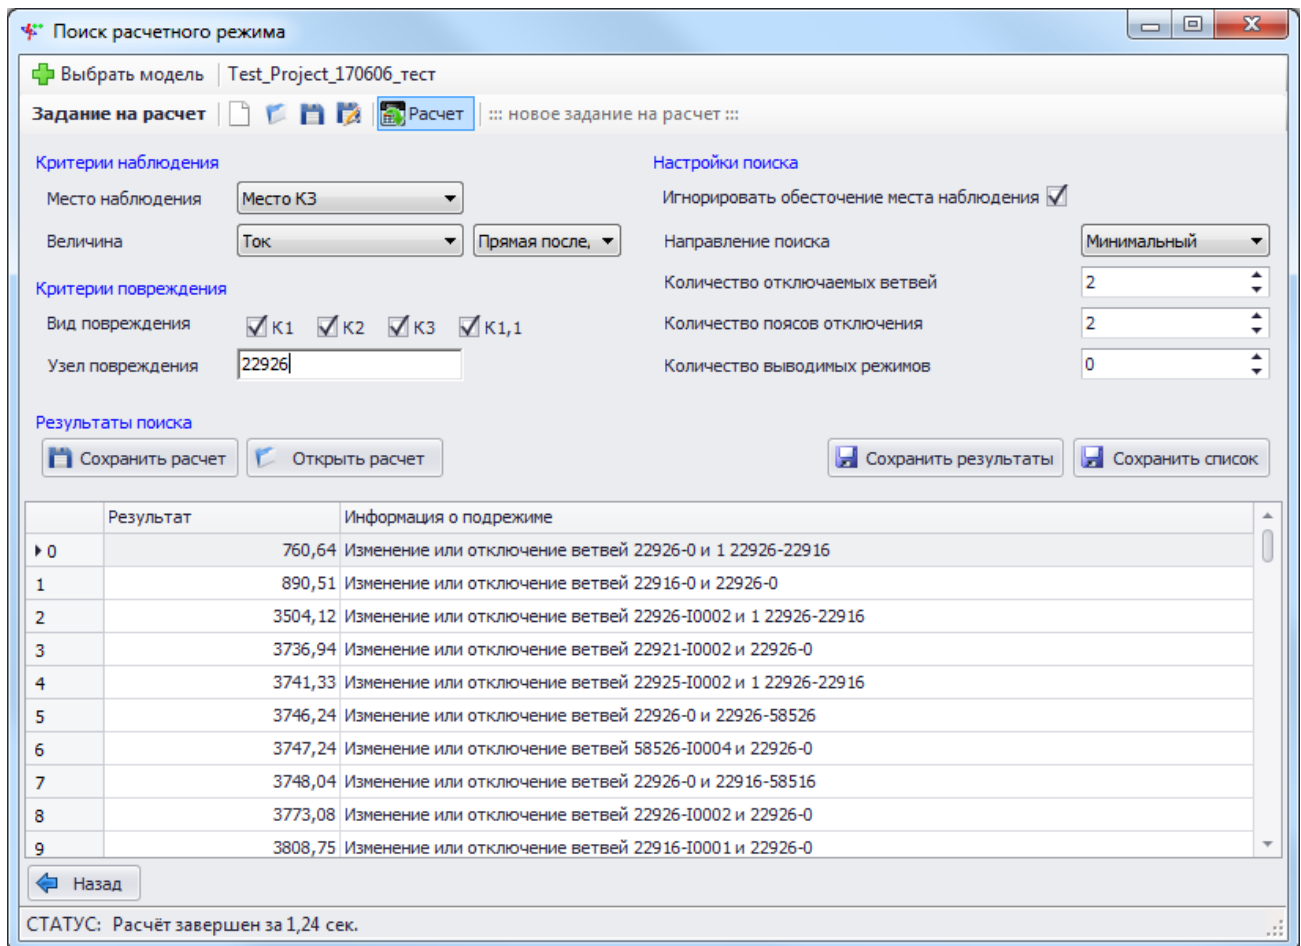 Поиск расчетного режима
Выбрать модель Test_Project_170606_тест
Задание на расчет Расчет ::: новое задание на расчет :::
Критерии наблюдения Настройки поиска
Место наблюдения Место КЗ Игнорировать обесточение места наблюдения
Величина Ток Прямая после, Направление поиска Минимальный
Критерии повреждения Количество отключаемых ветвей 2
Вид повреждения К1 К2 К3 К1,1 Количество поясов отключения 2
Узел повреждения 22926 Количество выводимых режимов 0
Результаты поиска
Сохранить расчет Открыть расчет Сохранить результаты Сохранить список
Результат Информация о подрежиме
0 760,64 Изменение или отключение ветвей 22926-0 и 1 22926-22916
1 890,51 Изменение или отключение ветвей 22916-0 и 22926-0
2 3504,12 Изменение или отключение ветвей 22926-I0002 и 1 22926-22916
3 3736,94 Изменение или отключение ветвей 22921-I0002 и 22926-0
4 3741,33 Изменение или отключение ветвей 22925-I0002 и 1 22926-22916
5 3746,24 Изменение или отключение ветвей 22926-0 и 22926-58526
6 3747,24 Изменение или отключение ветвей 58526-I0004 и 22926-0
7 3748,04 Изменение или отключение ветвей 22926-0 и 22916-58516
8 3773,08 Изменение или отключение ветвей 22926-I0002 и 22926-0
9 3808,75 Изменение или отключение ветвей 22916-I0001 и 22926-0
Назад
СТАТУС: Расчёт завершен за 1,24 сек.